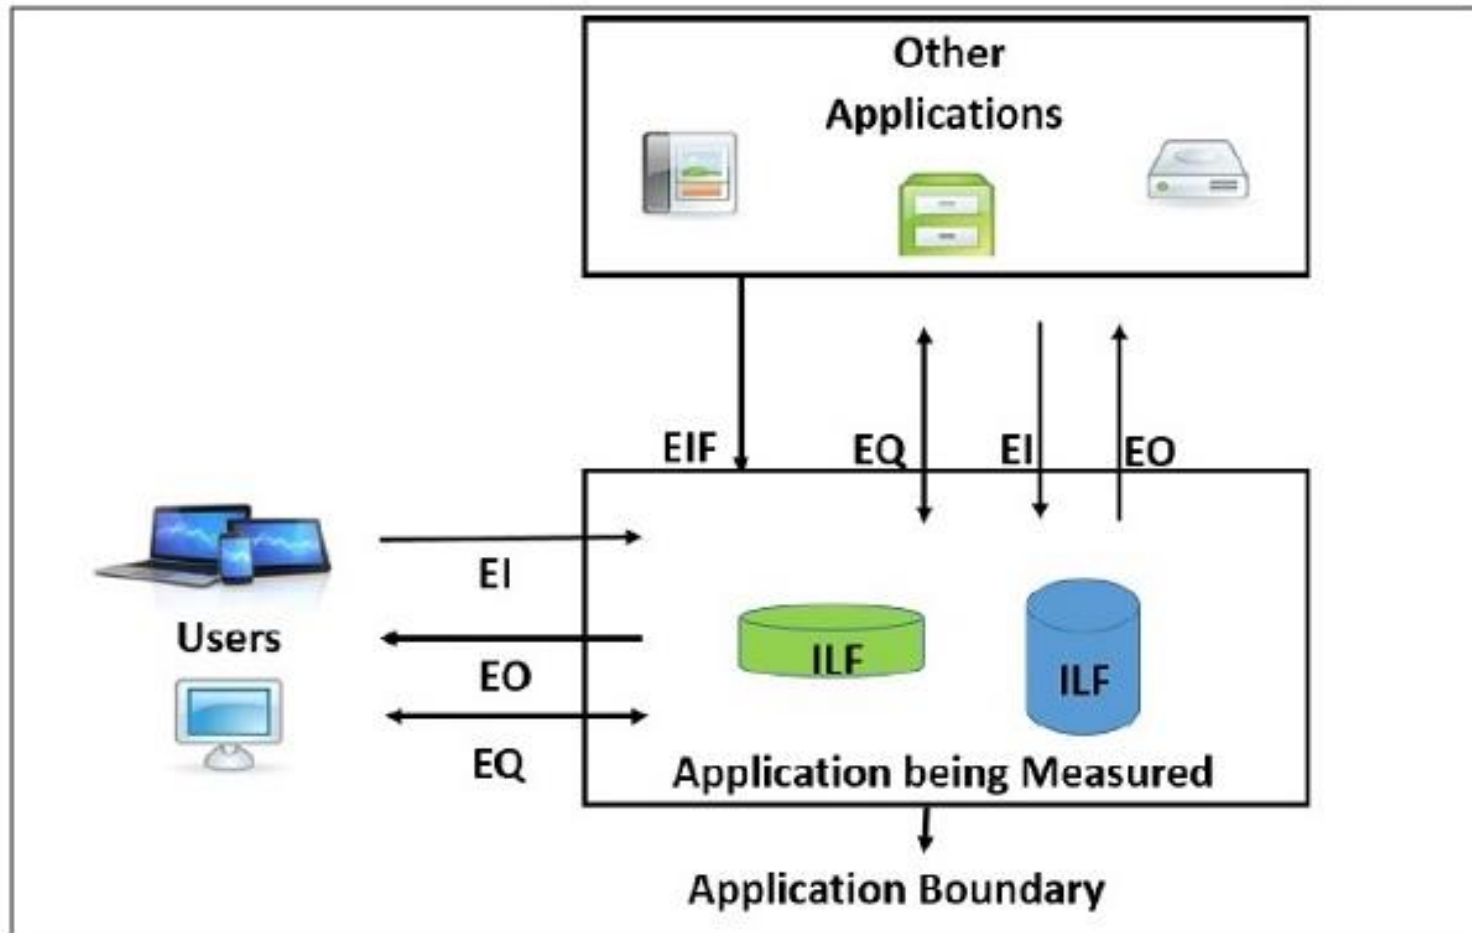 Other
Applications
EIF
EQ
EI
EO
EI
Users
EO
EQ
ILF
ILF
Application being Measured
Application Boundary